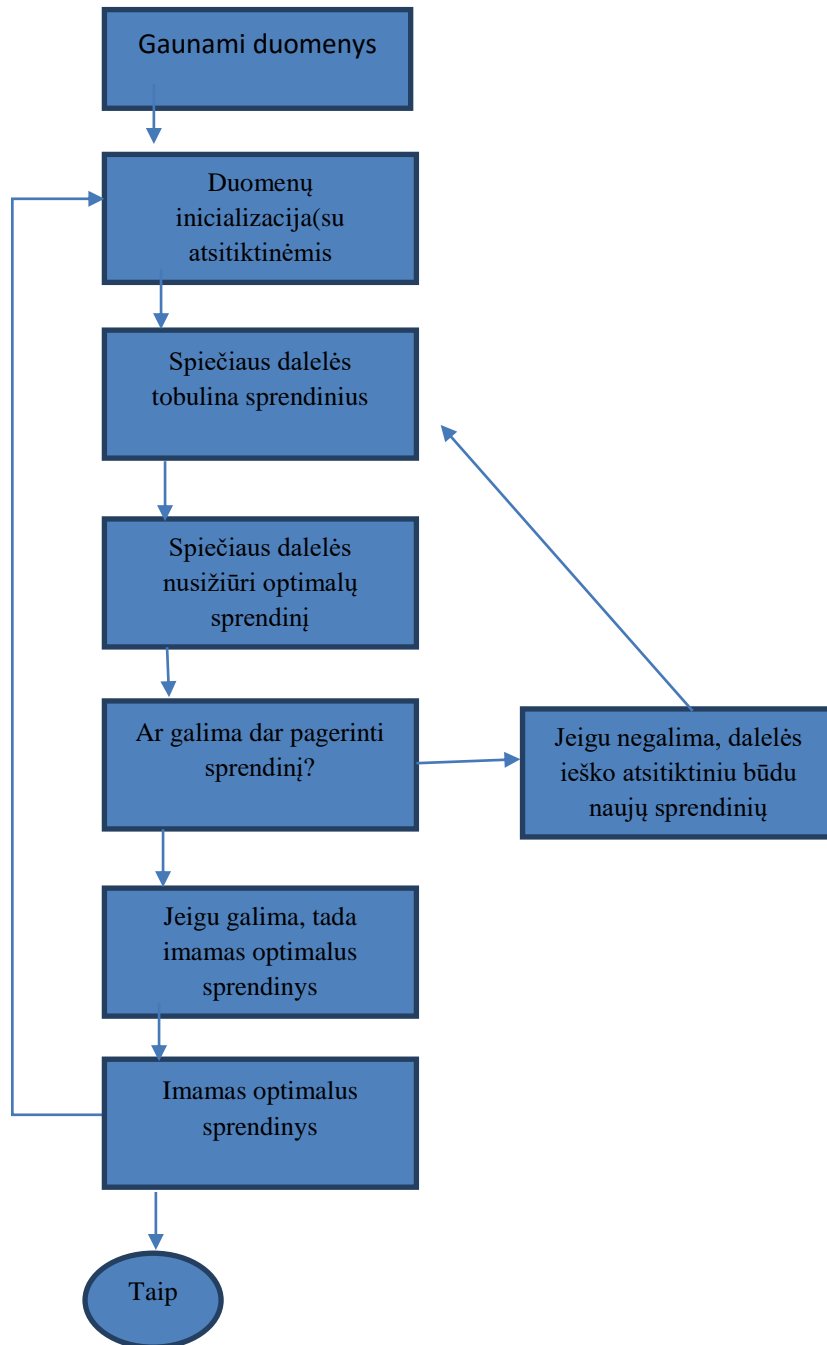 Gaunami duomenys
Duomenų
inicializacija(su
atsitiktinėmis
Spiečiaus dalelės
tobulina sprendinius
Spiečiaus dalelės
nusižiūri optimalų
sprendinį
Ar galima dar pagerinti
sprendinį?
Jeigu negalima, dalelės
ieško atsitiktiniu būdu
naujų sprendinių
Jeigu galima, tada
imamas optimalus
sprendinys
Imamas optimalus
sprendinys
Taip